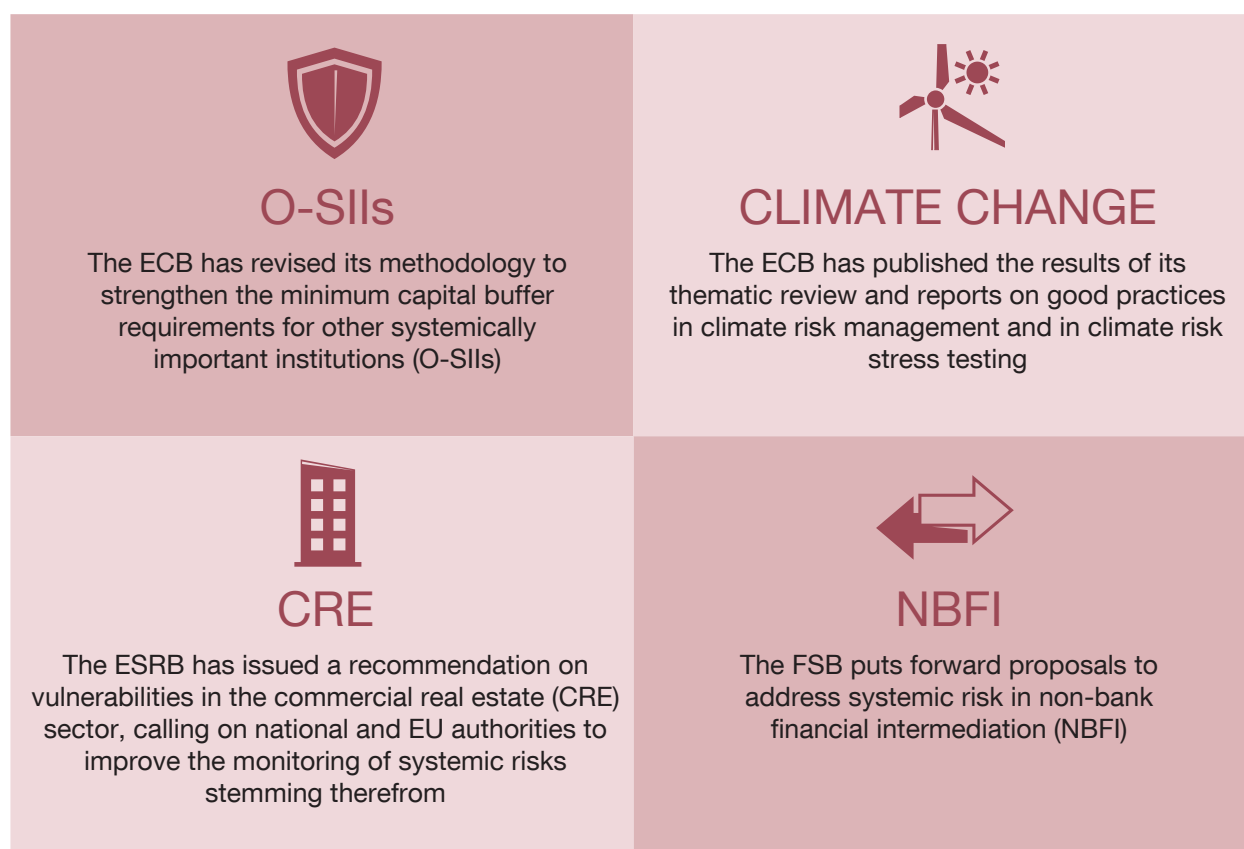 O-SIIs
The ECB has revised its methodology to
strengthen the minimum capital buffer
requirements for other systemically
important institutions (O-SIIs)
CLIMATE CHANGE
The ECB has published the results of its
thematic review and reports on good practices
in climate risk management and in climate risk
stress testing
CRE
The ESRB has issued a recommendation on
vulnerabilities in the commercial real estate (CRE)
sector, calling on national and EU authorities to
improve the monitoring of systemic risks
stemming therefrom
NBFI
The FSB puts forward proposals to
address systemic risk in non-bank
financial intermediation (NBFI)